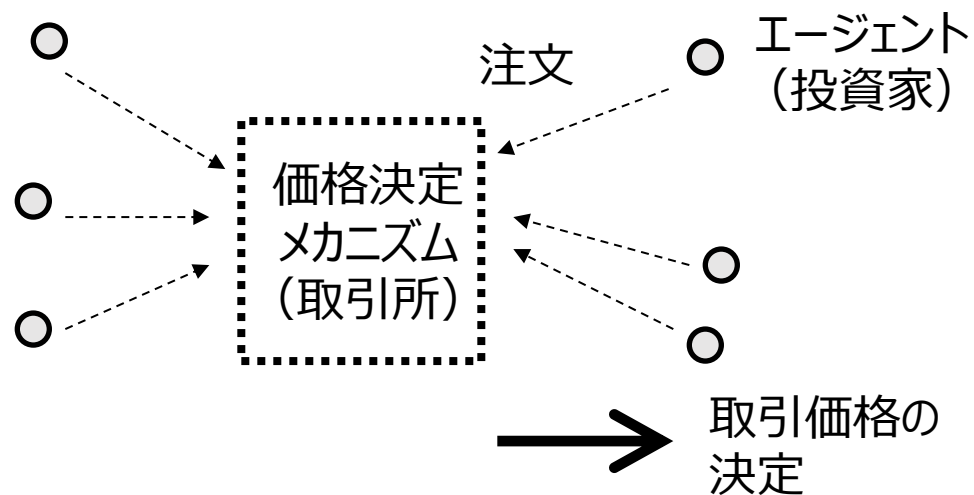 注文
エージェント
（投資家）
価格決定
メカニズム
（取引所）
取引価格の
決定